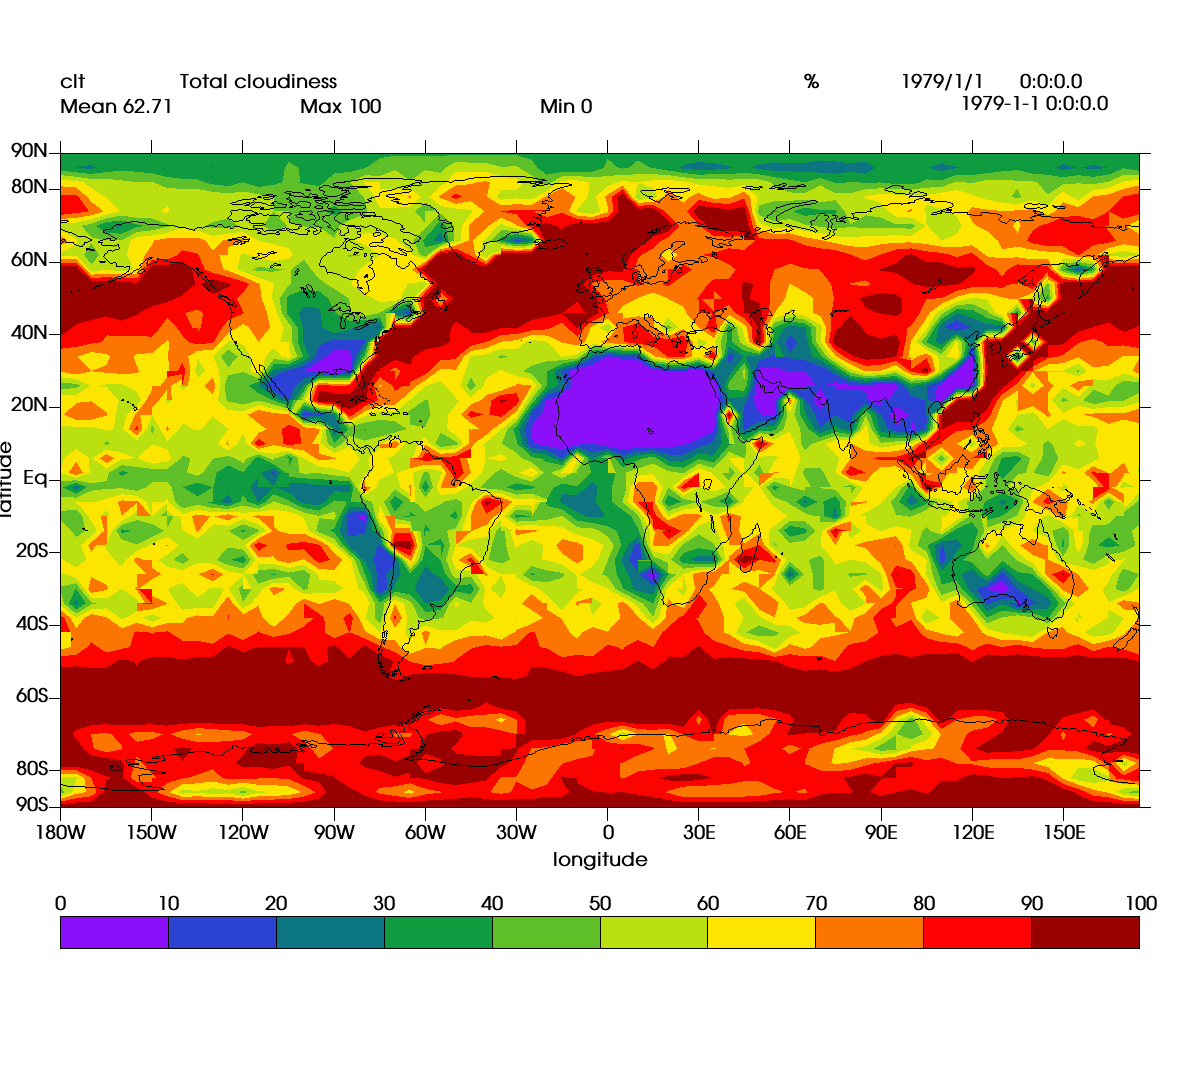 clt Total cloudiness % 1979/1/1 0:0:0.0
Mean 62.71 Max 100 Min 0 1979-1-1 0:0:0.0
90N
80N
60N
40N
20N
Eq
20S
40S
60S
80S
90S
latitude
180W 150W 120W 90W 60W 30W 0 30E 60E 90E 120E 150E
longitude
0 10 20 30 40 50 60 70 80 90 100